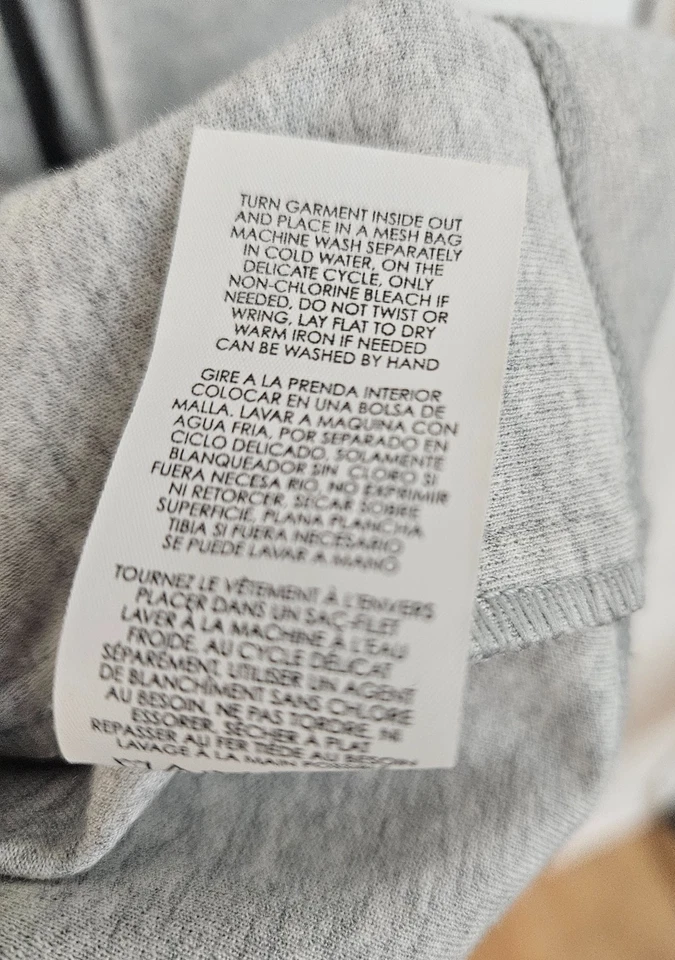 TURN GARMENT INSIDE OUT
AND PLACE IN A MESH BAG
MACHINE WASH SEPARATELY
IN COLD WATER, ON THE
DELICATE CYCLE, ONLY
NON-CHLORINE BLEACH IF
NEEDED, DO NOT TWIST OR
WRING, LAY FLAT TO DRY
WARM IRON IF NEEDED
CAN BE WASHED BY HAND
GIRE A LA PRENDA INTERIOR
COLOCAR EN UNA BOLSA DE
MALLA. LAVAR A MAQUINA CON
AGUA FRIA, POR SEPARADO EN
CICLO DELICADO, SOLAMENTE
BLANQUEADOR SIN CLORO SI
FUERA NECESA RIO, NO EXPRIMIR
NI RETORCER, SECAR SOBRE
SUPERFICIE, PLANA PLANCHA
TIBIA SI FUERA NECESARIO
SE PUEDE LAVAR A MANO
TOURNEZ LE VÊTEMENT À L'ENVERS
PLACER DANS UN SAC-FILET
LAVER À LA MACHINE À L'EAU
FROIDE, AU CYCLE DÉLICAT
SÉPARÉMENT, UTILISER UN AGENT
DE BLANCHÎMENT SANS CHLORE
AU BESOIN. NE PAS TORDRE, NI
ESSORER, SÉCHER À PLAT
REPASSER AU FER TIÈDE AU BESOIN
LAVAGE À LA MAIN